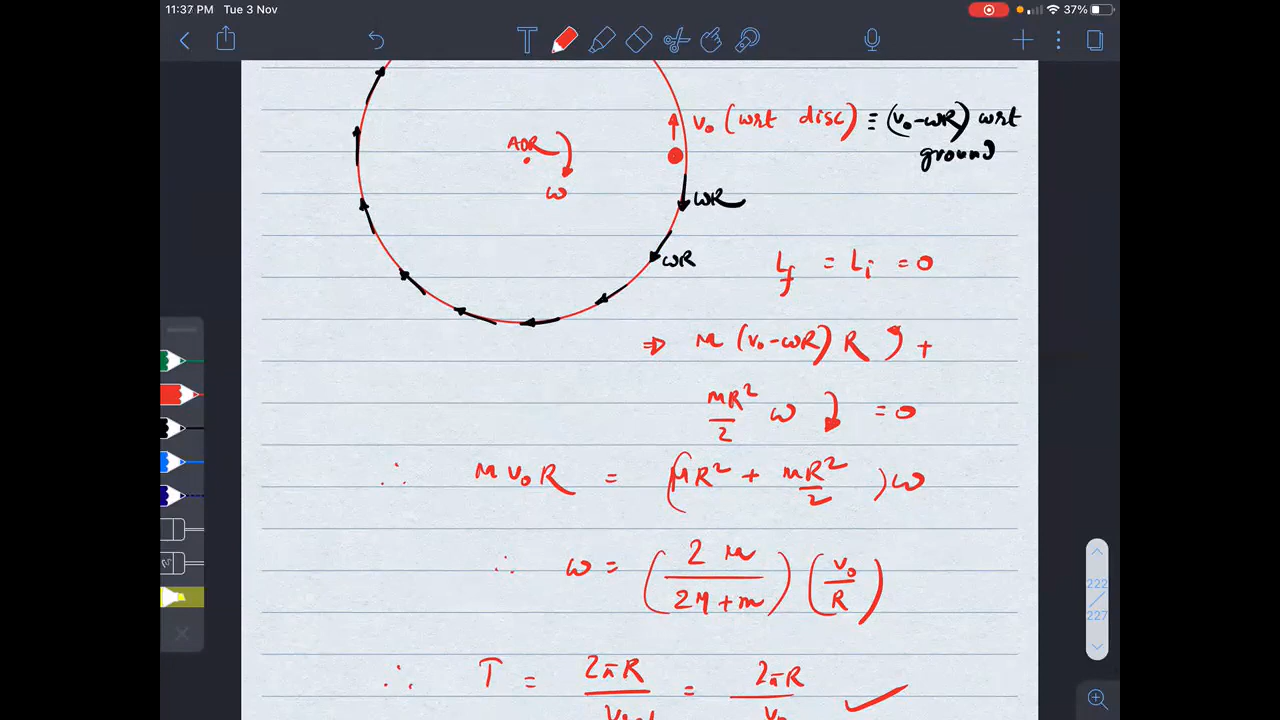 11:37 PM Tue 3 Nov 37%
v₀ (wrt disc) ≡ (v₀-ωR) wrt
ground
AOR
ω
ωR
ωR
L_f = L_i = 0
⇒ M (v₀-ωR) R +
MR²/2 ω = 0
∴ M v₀ R = (MR² + mR²/2) ω
∴ ω = (2 M / 2M + m) (v₀/R)
222
227
∴ T = 2πR / = 2πR / v₀ ✓